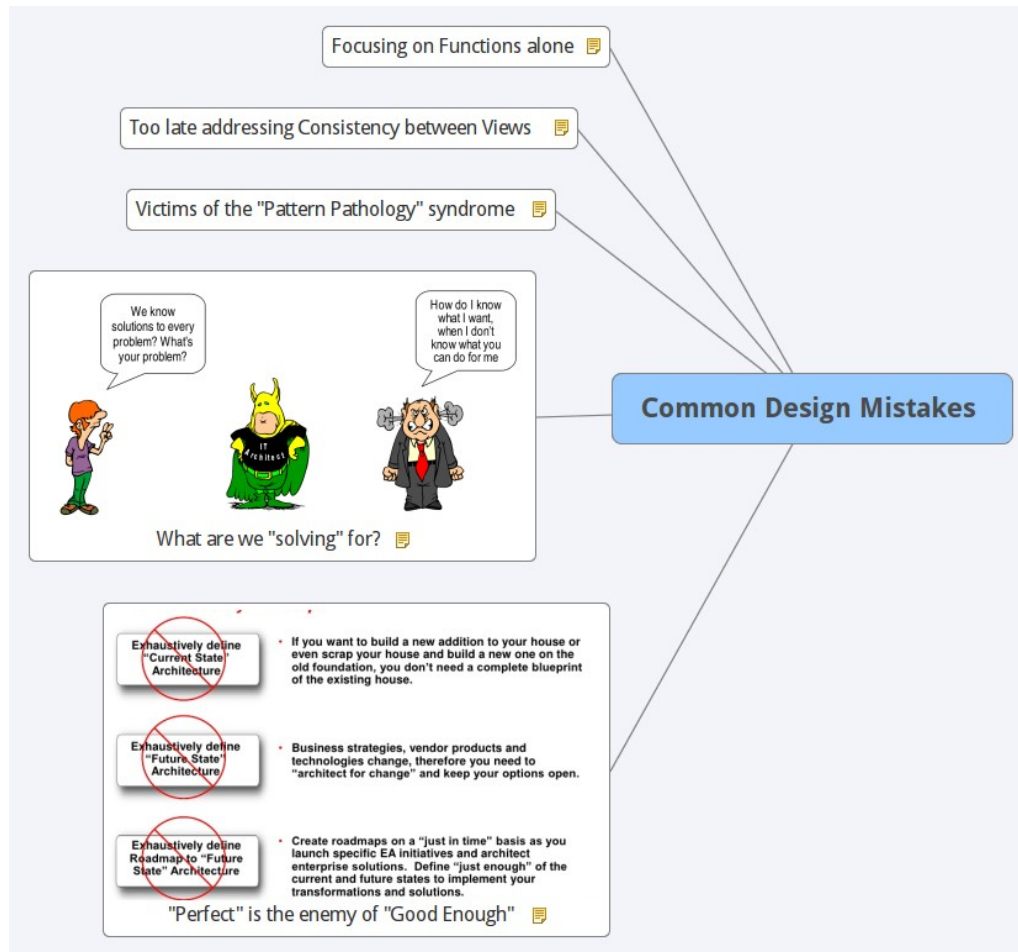 Focusing on Functions alone
Too late addressing Consistency between Views
Victims of the "Pattern Pathology" syndrome
We know
solutions to every
problem? What's
your problem?
How do I know
what I want,
when I don't
know what you
can do for me
IT
Architect
What are we "solving" for?
Common Design Mistakes
Exhaustively define
“Current State”
Architecture
• If you want to build a new addition to your house or
even scrap your house and build a new one on the
old foundation, you don’t need a complete blueprint
of the existing house.
Exhaustively define
“Future State”
Architecture
• Business strategies, vendor products and
technologies change, therefore you need to
“architect for change” and keep your options open.
Exhaustively define
Roadmap to “Future
State” Architecture
• Create roadmaps on a “just in time” basis as you
launch specific EA initiatives and architect
enterprise solutions. Define “just enough” of the
current and future states to implement your
transformations and solutions.
"Perfect" is the enemy of "Good Enough"